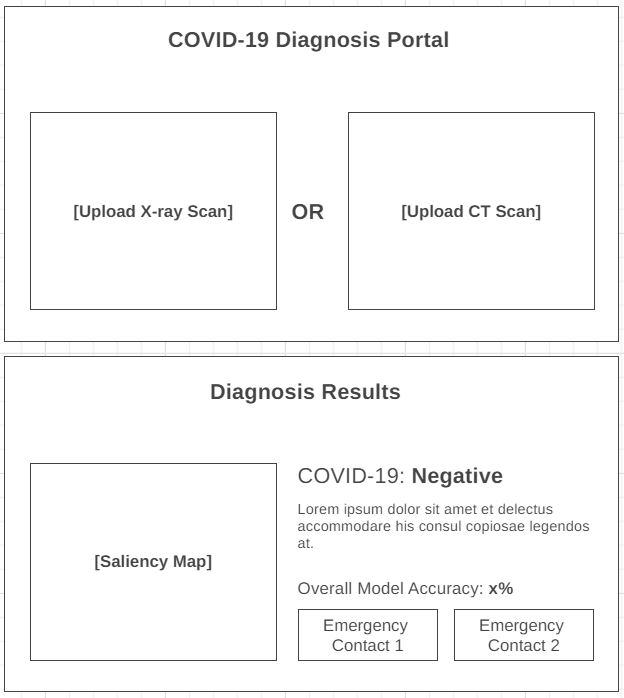 COVID-19 Diagnosis Portal
[Upload X-ray Scan]
OR
[Upload CT Scan]
Diagnosis Results
[Saliency Map]
COVID-19: Negative
Lorem ipsum dolor sit amet et delectus
accommodare his consul copiosae legendos
at.
Overall Model Accuracy: x%
Emergency
Contact 1
Emergency
Contact 2